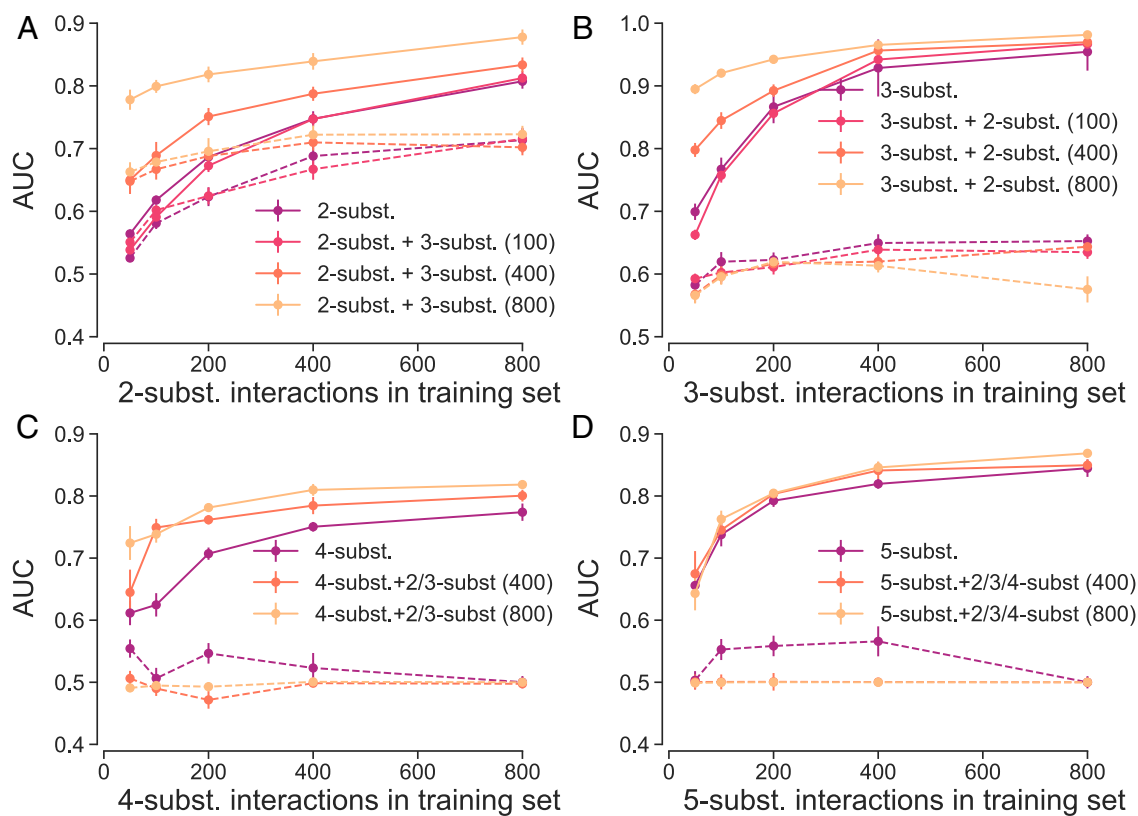 A
0.9
0.8
0.7
0.6
0.5
0.4
AUC
2-subst.
2-subst. + 3-subst. (100)
2-subst. + 3-subst. (400)
2-subst. + 3-subst. (800)
0 200 400 600 800
2-subst. interactions in training set
B
1.0
0.9
0.8
0.7
0.6
0.5
AUC
3-subst.
3-subst. + 2-subst. (100)
3-subst. + 2-subst. (400)
3-subst. + 2-subst. (800)
0 200 400 600 800
3-subst. interactions in training set
C
0.9
0.8
0.7
0.6
0.5
0.4
AUC
4-subst.
4-subst.+2/3-subst (400)
4-subst.+2/3-subst (800)
0 200 400 600 800
4-subst. interactions in training set
D
0.9
0.8
0.7
0.6
0.5
0.4
AUC
5-subst.
5-subst.+2/3/4-subst (400)
5-subst.+2/3/4-subst (800)
0 200 400 600 800
5-subst. interactions in training set